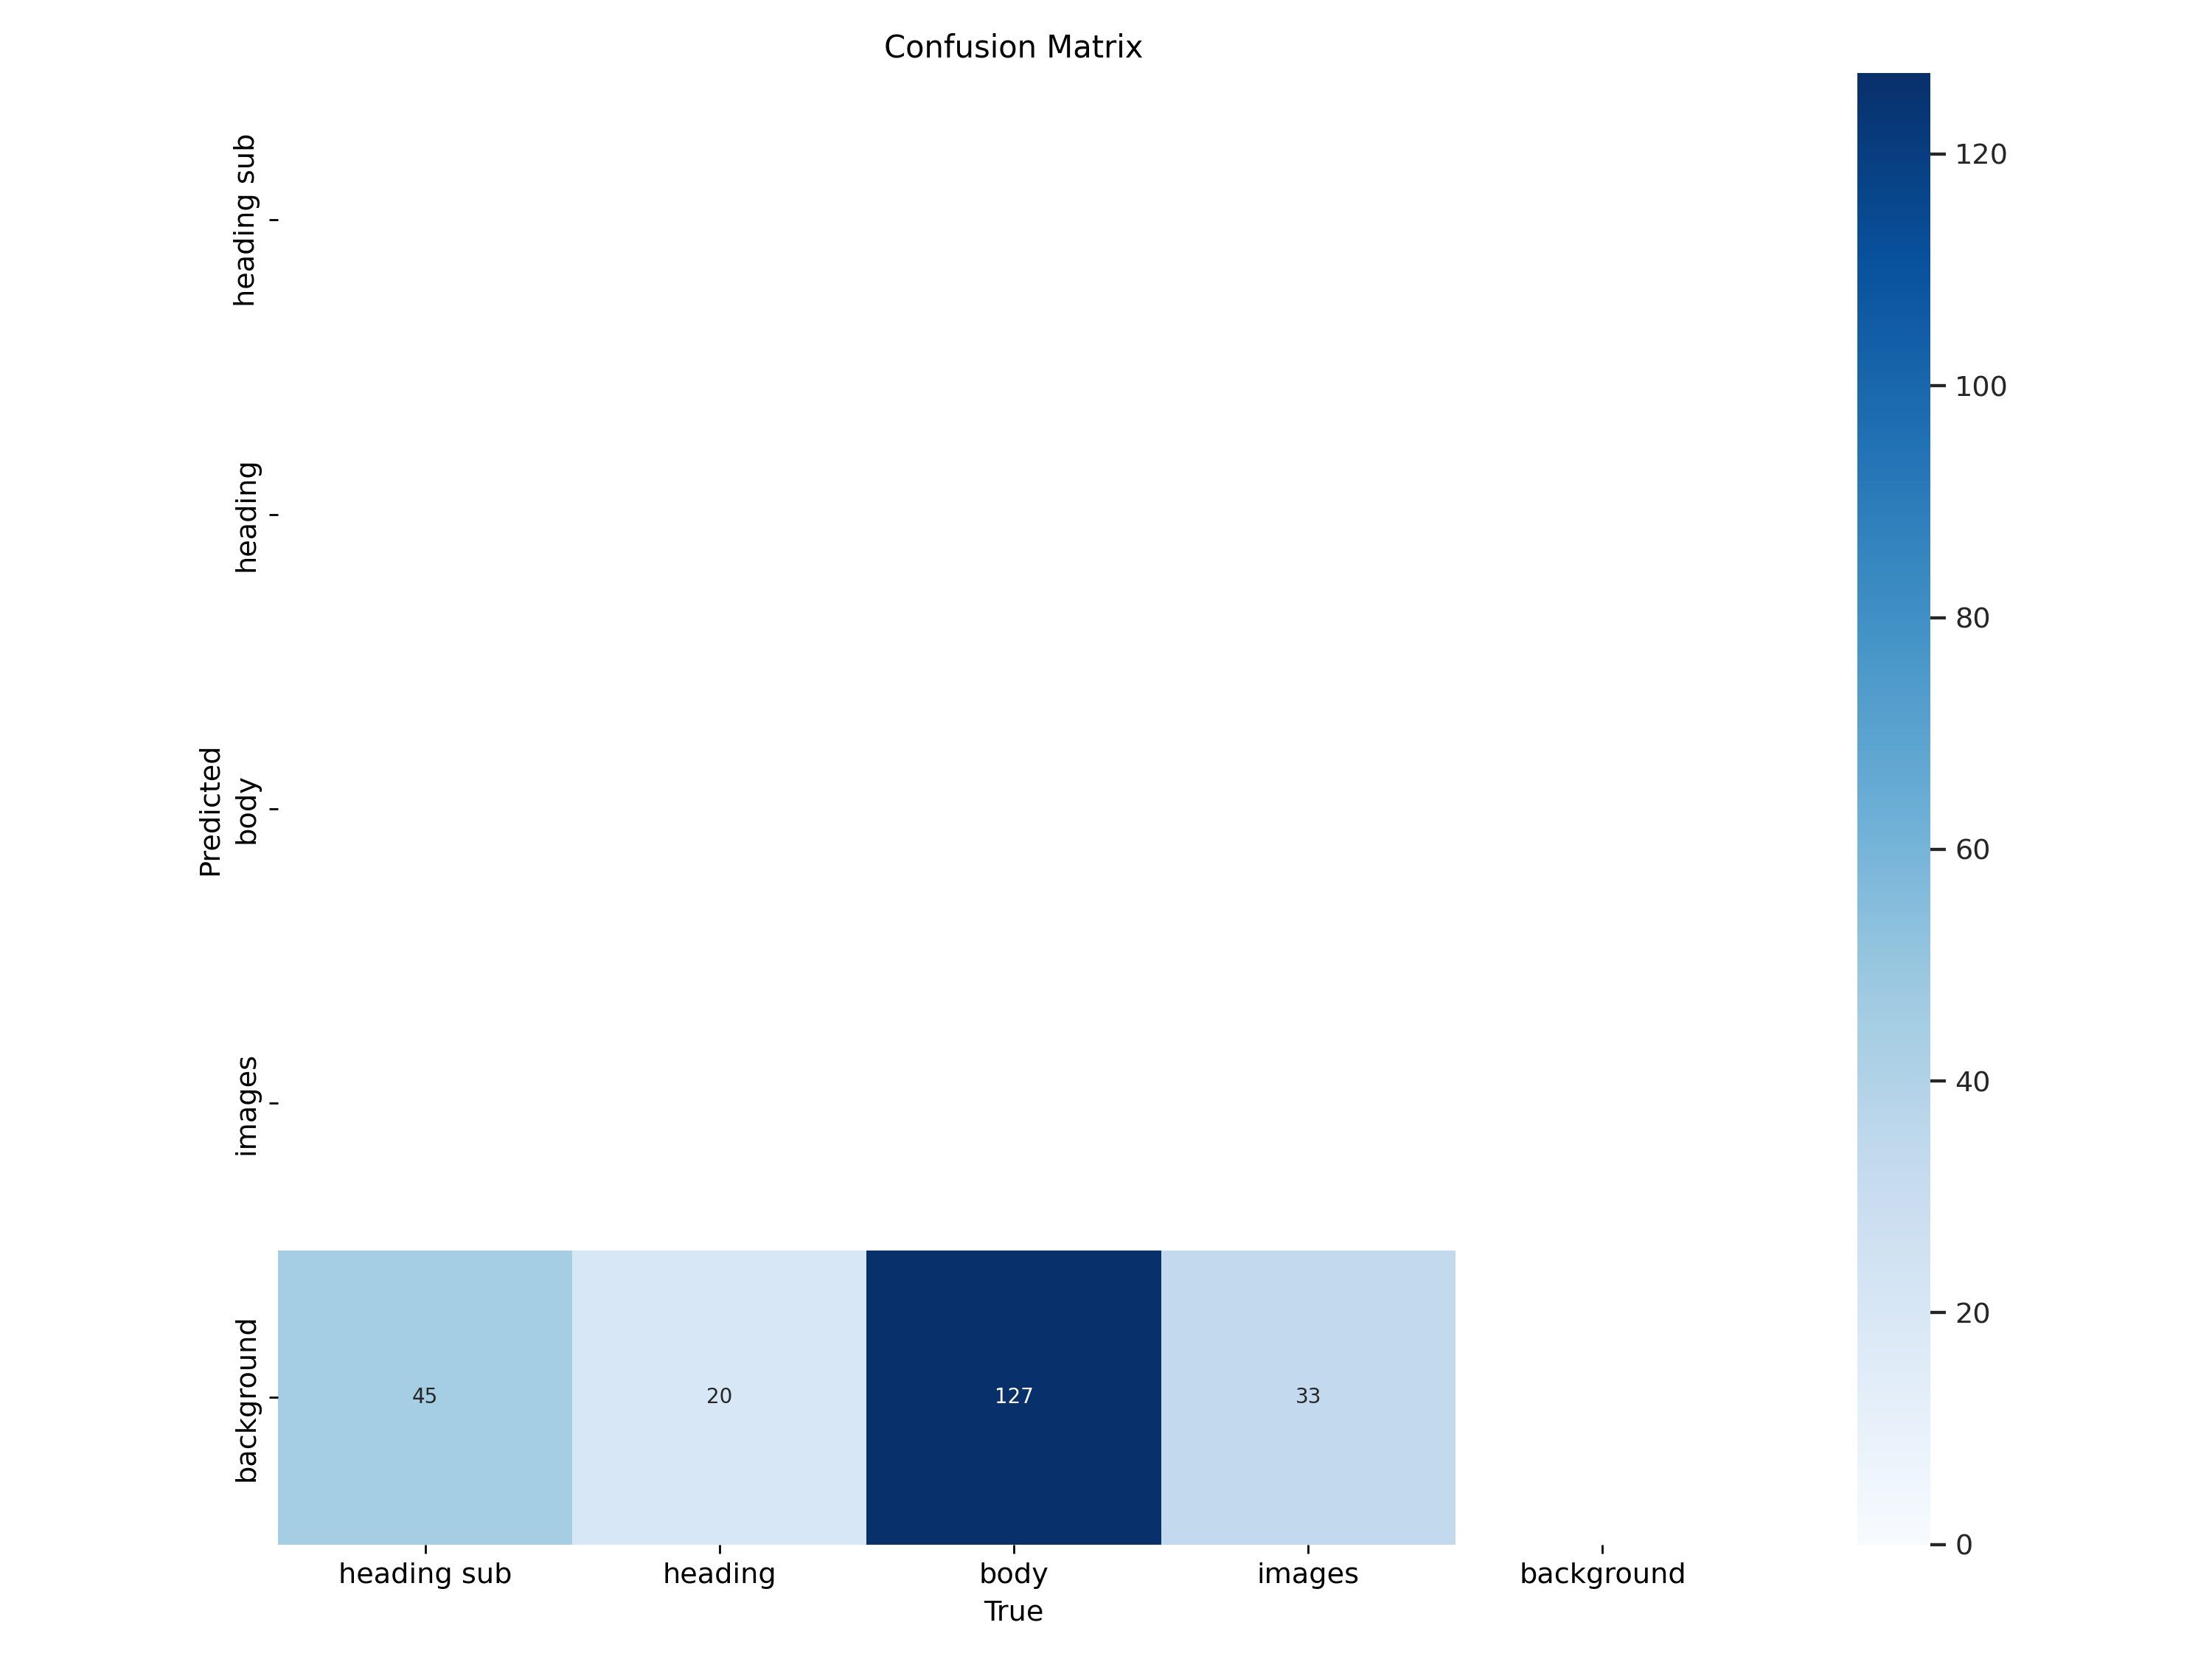 Confusion Matrix
heading sub
heading
body
images
background
Predicted
45
20
127
33
heading sub
heading
body
images
background
True
120
100
80
60
40
20
0